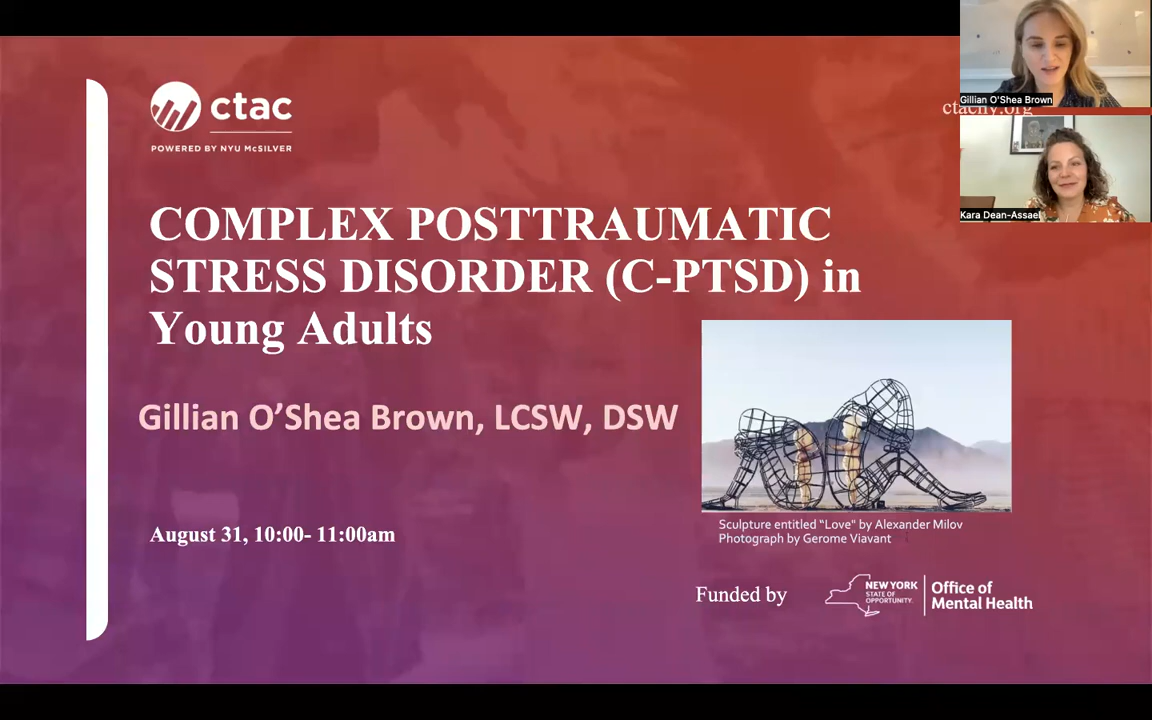 ctac
POWERED BY NYU McSILVER
Gillian O'Shea Brown
ctacny.org
Kara Dean-Assael
COMPLEX POSTTRAUMATIC
STRESS DISORDER (C-PTSD) in
Young Adults
Gillian O’Shea Brown, LCSW, DSW
August 31, 10:00- 11:00am
Sculpture entitled “Love” by Alexander Milov
Photograph by Gerome Viavant
Funded by
NEW YORK
STATE OF
OPPORTUNITY.
Office of
Mental Health